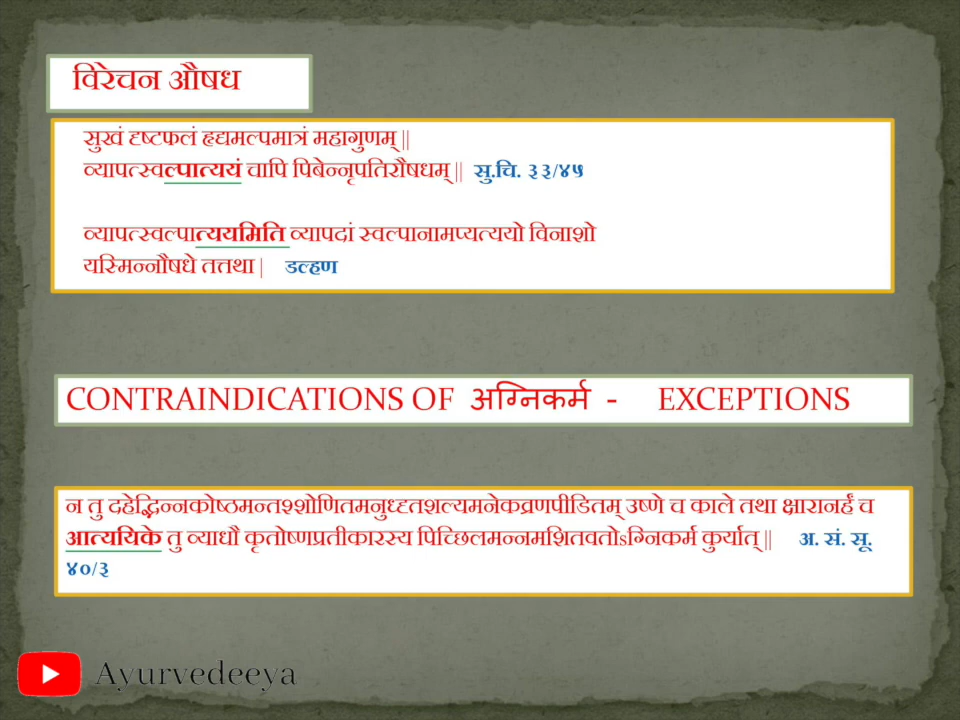 विरेचन औषध
सुखं दृष्टफलं हृद्यमल्पमात्रं महागुणम् ||
व्यापत्स्वल्पात्ययं चापि पिबेन्नृपतिरौषधम् || सु.चि. ३३/४५
व्यापत्स्वल्पात्ययमिति व्यापदां स्वल्पानामप्यत्ययो विनाशो
यस्मिन्नौषधे तत्तथा | डल्हण
CONTRAINDICATIONS OF अग्निकर्म - EXCEPTIONS
न तु दहेद्भिन्नकोष्ठमन्तश्शोणितमनुध्दृतशल्यमनेकव्रणपीडितम् उष्णे च काले तथा क्षारानर्हं च
आत्ययिके तु व्याधौ कृतोष्णप्रतीकारस्य पिच्छिलमन्नमशितवतोऽग्निकर्म कुर्यात् || अ. सं. सू.
४०/३
Ayurvedeeya